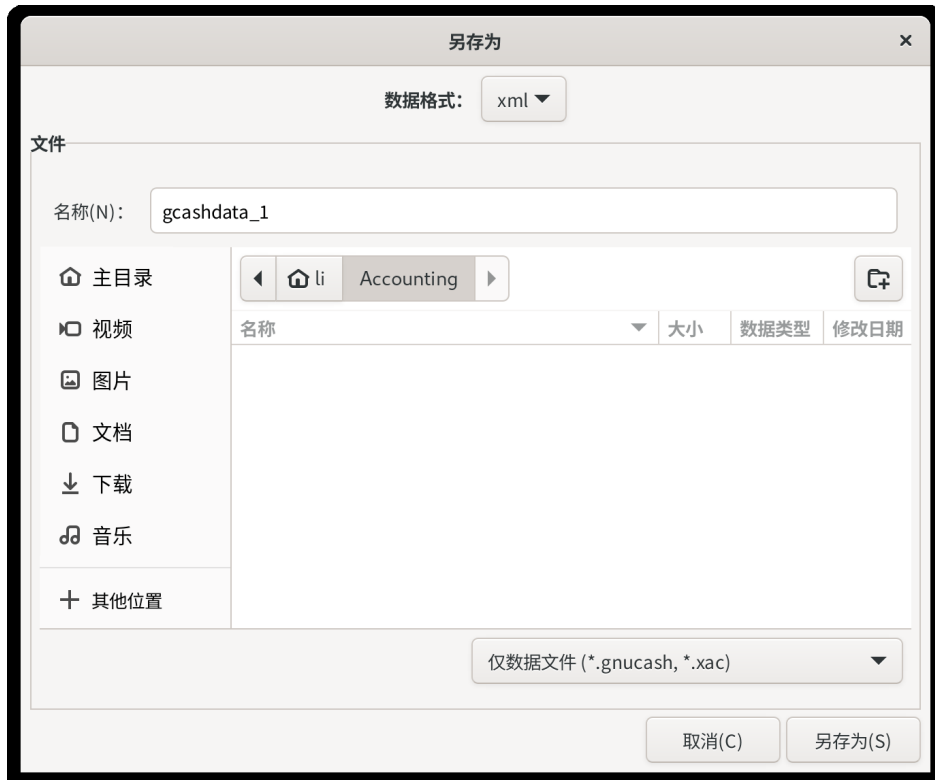 另存为
数据格式： xml
文件
名称(N)： gcashdata_1
主目录
视频
图片
文档
下载
音乐
其他位置
li Accounting
名称 大小 数据类型 修改日期
仅数据文件 (*.gnucash, *.xac)
取消(C) 另存为(S)